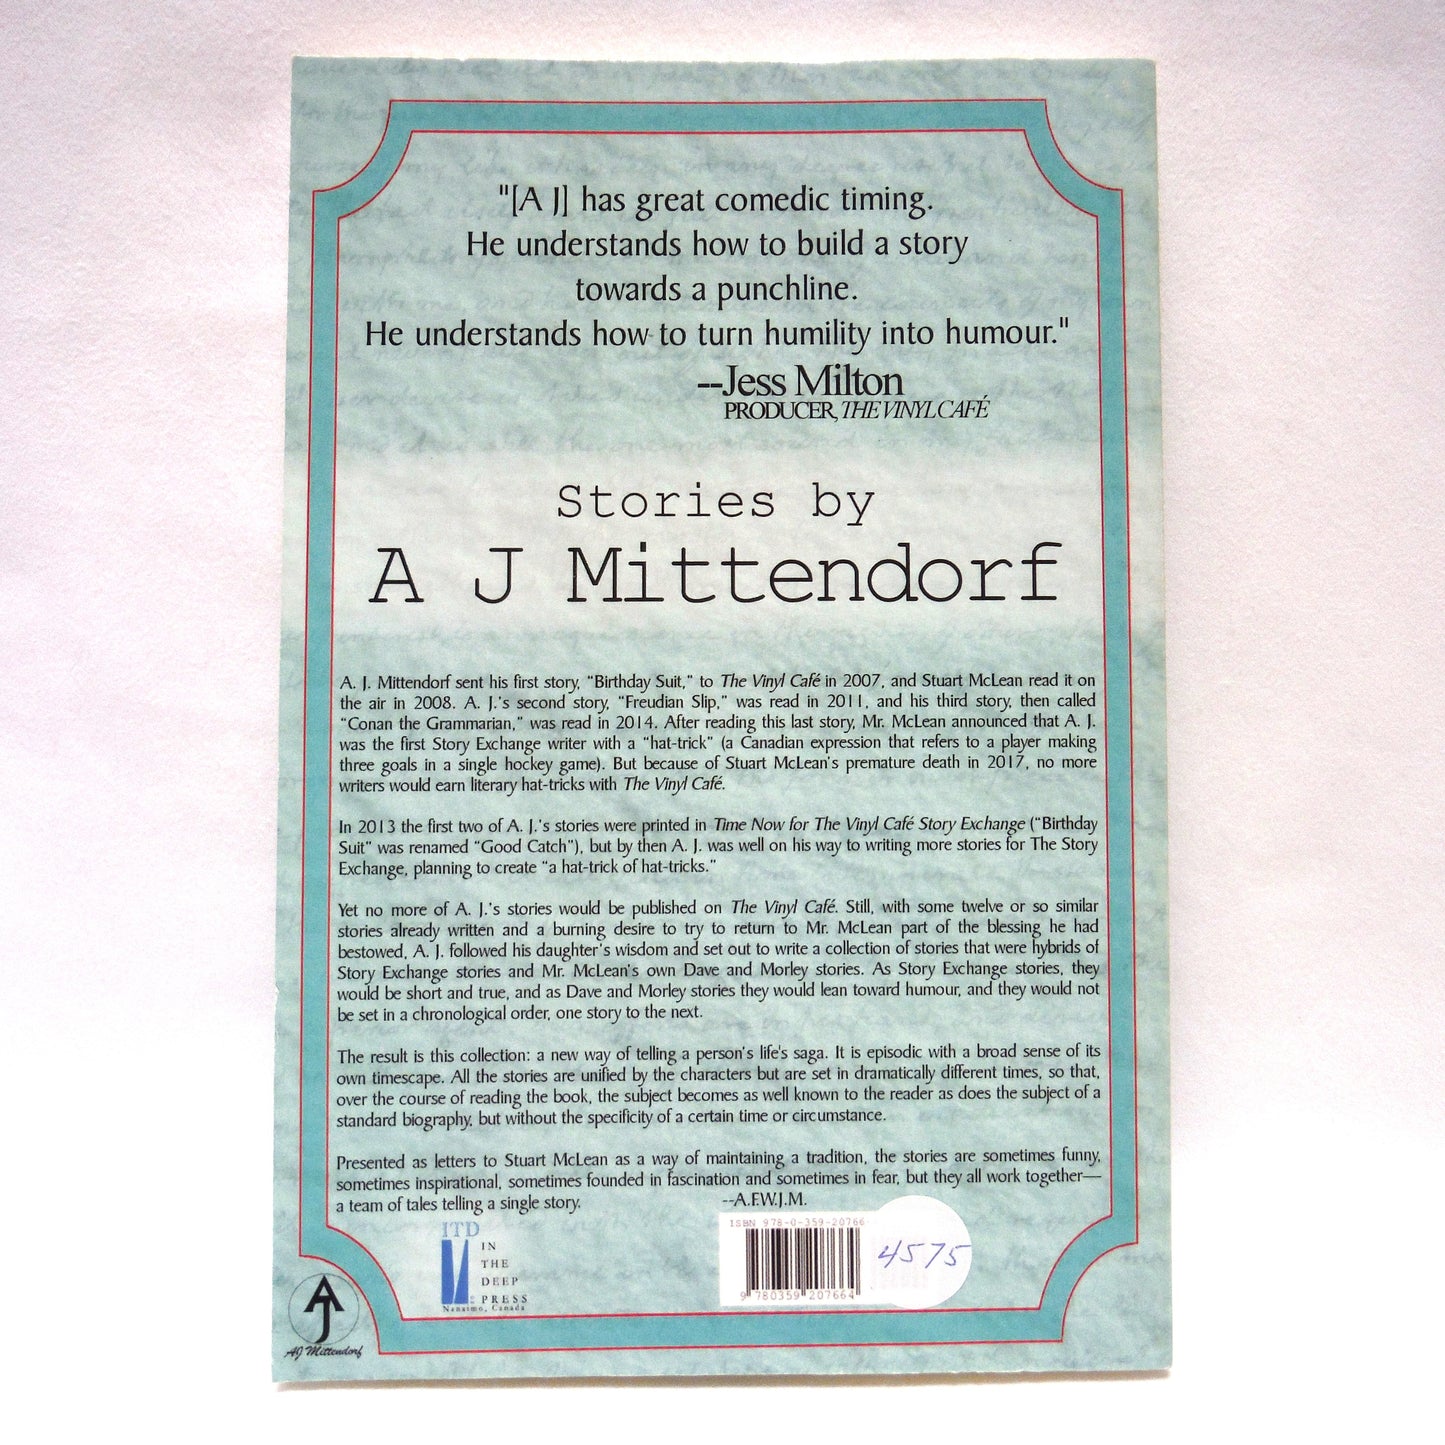 "[A J] has great comedic timing.
He understands how to build a story
towards a punchline.
He understands how to turn humility into humour."
--Jess Milton
PRODUCER, THE VINYL CAFÉ
Stories by
A J Mittendorf
A. J. Mittendorf sent his first story, “Birthday Suit,” to The Vinyl Café in 2007, and Stuart McLean read it on
the air in 2008. A. J.'s second story, “Freudian Slip,” was read in 2011, and his third story, then called
“Conan the Grammarian,” was read in 2014. After reading this last story, Mr. McLean announced that A. J.
was the first Story Exchange writer with a “hat-trick” (a Canadian expression that refers to a player making
three goals in a single hockey game). But because of Stuart McLean's premature death in 2017, no more
writers would earn literary hat-tricks with The Vinyl Café.
In 2013 the first two of A. J.'s stories were printed in Time Now for The Vinyl Café Story Exchange (“Birthday
Suit” was renamed “Good Catch”), but by then A. J. was well on his way to writing more stories for The Story
Exchange, planning to create “a hat-trick of hat-tricks.”
Yet no more of A. J.'s stories would be published on The Vinyl Café. Still, with some twelve or so similar
stories already written and a burning desire to try to return to Mr. McLean part of the blessing he had
bestowed, A. J. followed his daughter's wisdom and set out to write a collection of stories that were hybrids of
Story Exchange stories and Mr. McLean's own Dave and Morley stories. As Story Exchange stories, they
would be short and true, and as Dave and Morley stories they would lean toward humour, and they would not
be set in a chronological order, one story to the next.
The result is this collection: a new way of telling a person's life's saga. It is episodic with a broad sense of its
own timescape. All the stories are unified by the characters but are set in dramatically different times, so that,
over the course of reading the book, the subject becomes as well known to the reader as does the subject of a
standard biography, but without the specificity of a certain time or circumstance.
Presented as letters to Stuart McLean as a way of maintaining a tradition, the stories are sometimes funny,
sometimes inspirational, sometimes founded in fascination and sometimes in fear, but they all work together—
a team of tales telling a single story. --A.F.W.J.M.
ITD
IN
THE
DEEP
PRESS
Nanaimo, Canada
ISBN 978-0-359-20766
9 780359 207664
4575
AJ
AJ Mittendorf